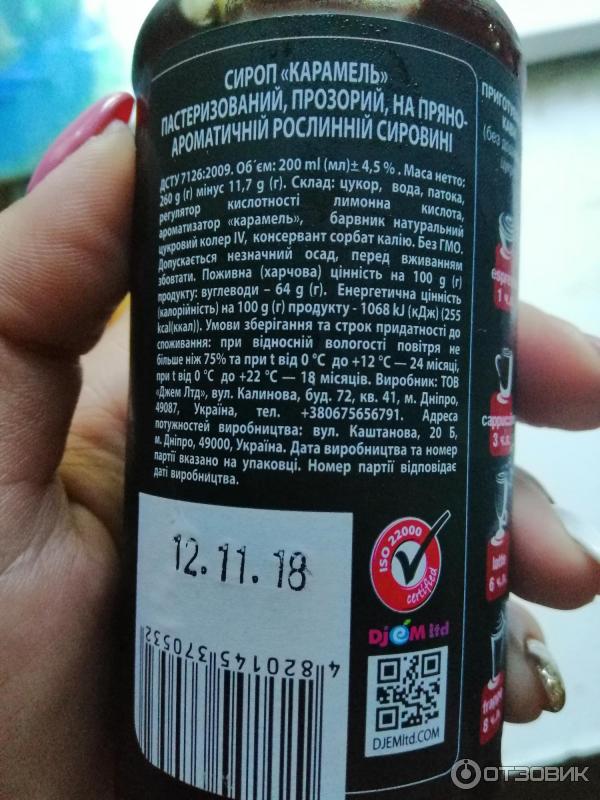 СИРОП «КАРАМЕЛЬ»
ПАСТЕРИЗОВАНИЙ, ПРОЗОРИЙ, НА ПРЯНО-
АРОМАТИЧНІЙ РОСЛИННІЙ СИРОВИНІ
ДСТУ 7126:2009. Об´єм: 200 ml (мл)± 4,5% . Маса нетто:
260 g (г) мінус 11,7 g (г). Склад: цукор, вода, патока,
регулятор кислотності лимонна кислота,
ароматизатор «карамель», барвник натуральний
цукровий колер IV, консервант сорбат калію. Без ГМО.
Допускається незначний осад, перед вживанням
збовтати. Поживна (харчова) цінність на 100 g (г)
продукту: вуглеводи – 64 g (г). Енергетична цінність
(калорійність) на 100 g (г) продукту - 1068 kJ (кДж) (255
kcal(ккал)). Умови зберігання та строк придатності до
споживання: при відносній вологості повітря не
більше ніж 75% та при t від 0 °C до +12 °C — 24 місяці,
при t від 0 °C до +22 °C — 18 місяців. Виробник: ТОВ
«Джем Лтд», вул. Калинова, буд. 72, кв. 41, м. Дніпро,
49087, Україна, тел. +380675656791. Адреса
потужностей виробництва: вул. Каштанова, 20 Б,
м. Дніпро, 49000, Україна. Дата виробництва та номер
партії вказано на упаковці. Номер партії відповідає
даті виробництва.
12.11.18
4820145370532
ISO 22000
certified
DjEM ltd
DJEMltd.COM
1 ч.
3 ч.л
latte
6 ч.л
8 ч.л
ОТЗОВИК